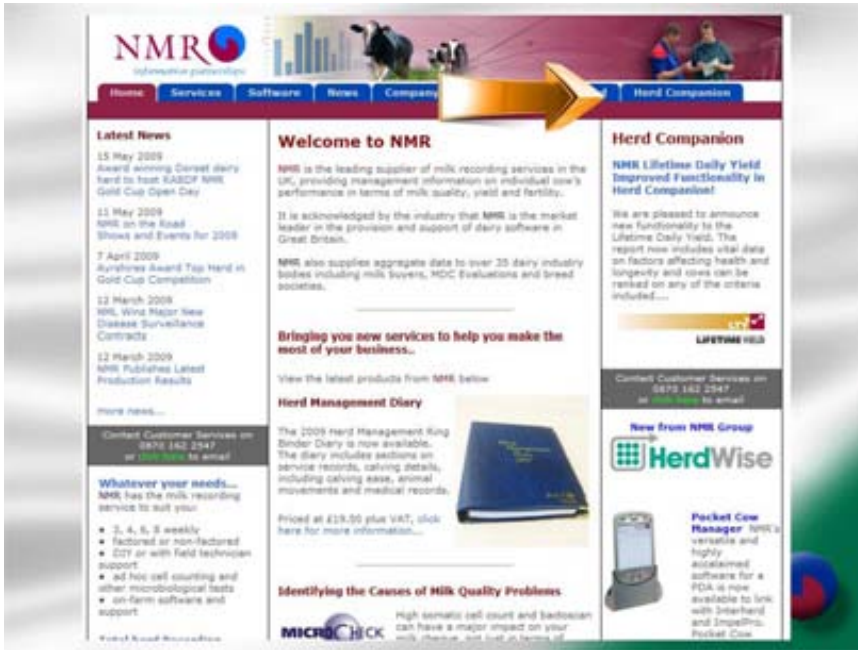 NMR
information partnerships
Home
Services
Software
News
Company
Herd Companion
Latest News
15 May 2009
Award winning Dorset dairy
herd to host RABDF NMR
Gold Cup Open Day
11 May 2009
NMR on the Road
Shows and Events for 2009
7 April 2009
Ayrshires Award Top Herd in
Gold Cup Competition
12 March 2009
NML Wins Major New
Disease Surveillance
Contracts
12 March 2009
NMR Publishes Latest
Production Results
more news...
Contact Customer Services on
0870 162 2547
or click here to email
Whatever your needs...
NMR has the milk recording
service to suit you:
• 3, 4, 6, 8 weekly
• factored or non-factored
• DIY or with field technician
support
• ad hoc cell counting and
other microbiological tests
• on-farm software and
support
Total herd Recording
Welcome to NMR
NMR is the leading supplier of milk recording services in the
UK, providing management information on individual cow's
performance in terms of milk quality, yield and fertility.
It is acknowledged by the industry that NMR is the market
leader in the provision and support of dairy software in
Great Britain.
NMR also supplies aggregate data to over 35 dairy industry
bodies including milk buyers, MDC Evaluations and breed
societies.
Bringing you new services to help you make the
most of your business..
View the latest products from NMR below
Herd Management Diary
The 2009 Herd Management Ring
Binder Diary is now available.
The diary includes sections on
service records, calving details,
including calving ease, animal
movements and medical records.
Priced at £19.50 plus VAT, click
here for more information...
Identifying the Causes of Milk Quality Problems
MICROCHECK
High somatic cell count and bactoscan
can have a major impact on your
milk cheque, not just in terms of
Herd Companion
NMR Lifetime Daily Yield
Improved Functionality in
Herd Companion!
We are pleased to announce
new functionality to the
Lifetime Daily Yield. The
report now includes vital data
on factors affecting health and
longevity and cows can be
ranked on any of the criteria
included....
LIFETIME YIELD
Contact Customer Services on
0870 162 2547
or click here to email
New from NMR Group
HerdWise
Pocket Cow
Manager NMR's
versatile and
highly
acclaimed
software for a
PDA is now
available to link
with Interherd
and ImpelPro.
Pocket Cow